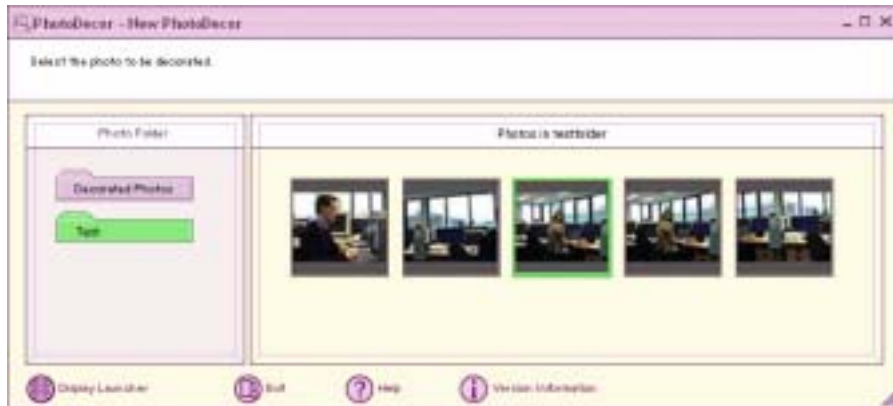 PhotoDecor - New PhotoDecor
Select the photo to be decorated.
Photo Folder
Photos in testfolder
Decorated Photos
Test
Display Launcher
Exit
Help
Version Information